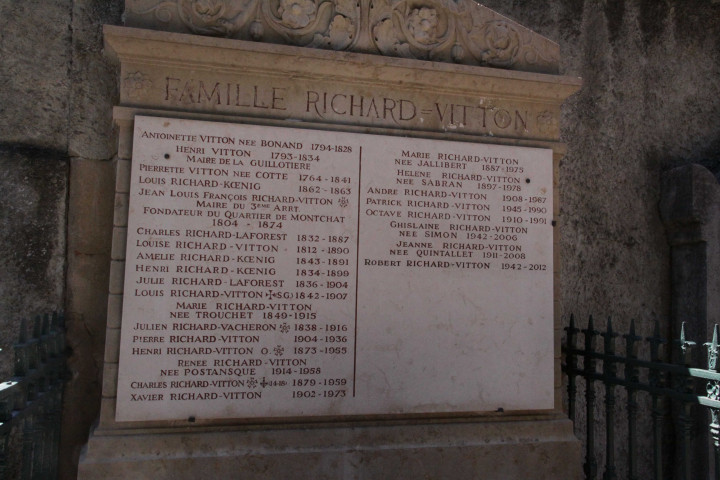 FAMILLE RICHARD=VITTON
ANTOINETTE VITTON NEE BONAND 1794-1828
HENRI VITTON 1793-1834
MAIRE DE LA GUILLOTIERE
PIERRETTE VITTON NEE COTTE 1764-1841
LOUIS RICHARD-KŒNIG 1862-1863
JEAN LOUIS FRANÇOIS RICHARD-VITTON
MAIRE DU 3EME ARRT
FONDATEUR DU QUARTIER DE MONTCHAT
1804 - 1874
CHARLES RICHARD-LAFOREST 1832-1887
LOUISE RICHARD-VITTON 1812-1890
AMELIE RICHARD-KŒNIG 1843-1891
HENRI RICHARD-KŒNIG 1834-1899
JULIE RICHARD-LAFOREST 1836-1904
LOUIS RICHARD-VITTON (SG) 1842-1907
MARIE RICHARD-VITTON
NEE TROUCHET 1849-1915
JULIEN RICHARD-VACHERON 1838-1916
PIERRE RICHARD-VITTON 1904-1936
HENRI RICHARD-VITTON O 1873-1955
RENEE RICHARD-VITTON
NEE POSTANSQUE 1914-1958
CHARLES RICHARD-VITTON (14-18) 1879-1959
XAVIER RICHARD-VITTON 1902-1973
MARIE RICHARD-VITTON
NEE JALLIBERT 1887-1975
HELENE RICHARD-VITTON
NEE SABRAN 1897-1978
ANDRE RICHARD-VITTON 1908-1987
PATRICK RICHARD-VITTON 1945-1990
OCTAVE RICHARD-VITTON 1910-1991
GHISLAINE RICHARD-VITTON
NEE SIMON 1942-2006
JEANNE RICHARD-VITTON
NEE QUINTALLET 1911-2008
ROBERT RICHARD-VITTON 1942-2012